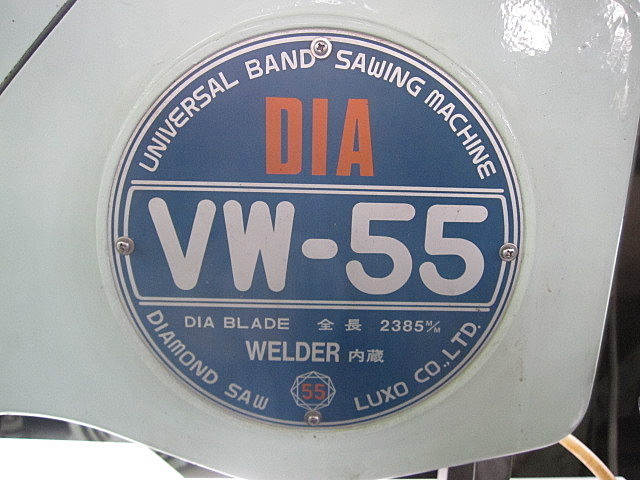 UNIVERSAL BAND SAWING MACHINE
DIA
VW-55
DIA BLADE 全長 2385m/m
WELDER 内蔵
DIAMOND SAW 55 LUXO CO., LTD.